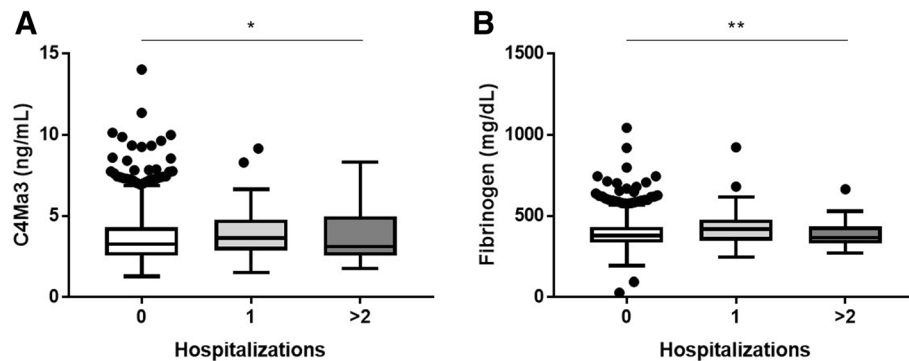 A
*
15
10
5
0
C4Ma3 (ng/mL)
0 1 >2
Hospitalizations
B
**
1500
1000
500
0
Fibrinogen (mg/dL)
0 1 >2
Hospitalizations